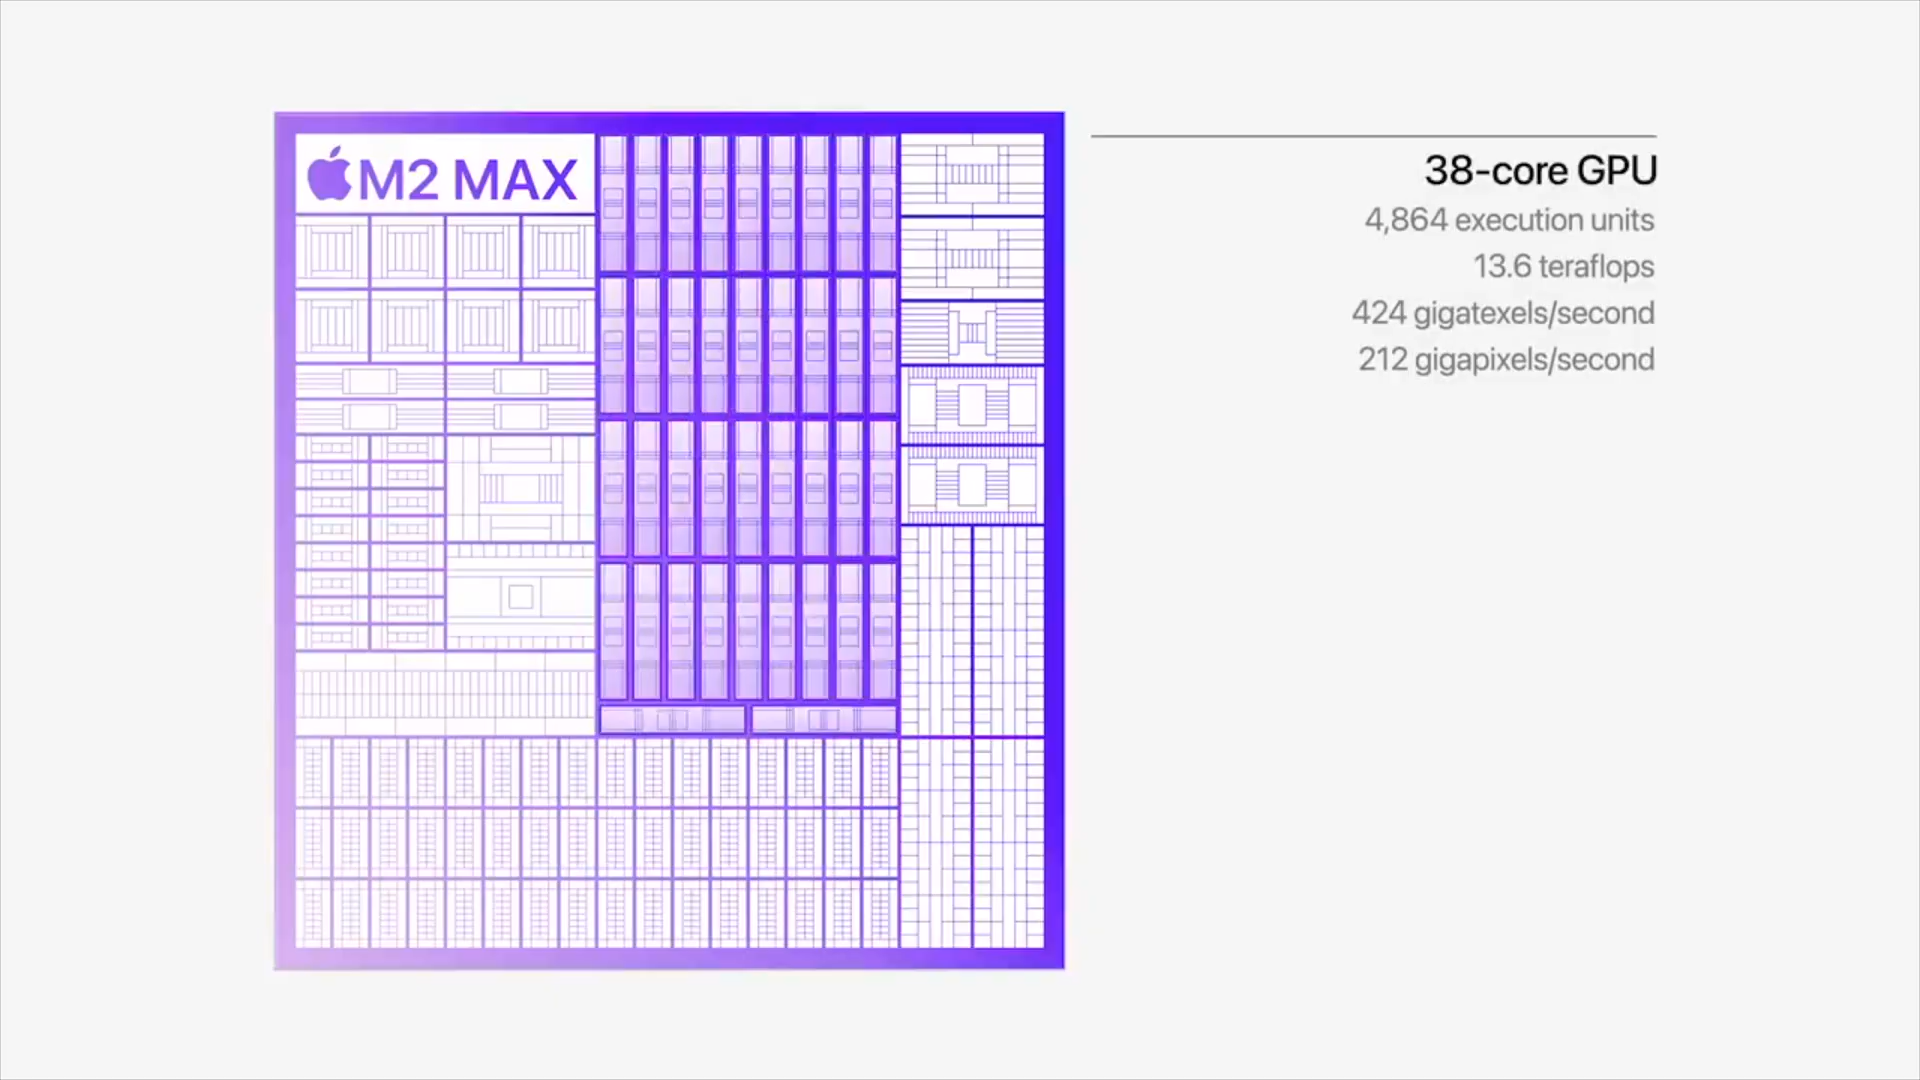 M2 MAX
38-core GPU
4,864 execution units
13.6 teraflops
424 gigatexels/second
212 gigapixels/second